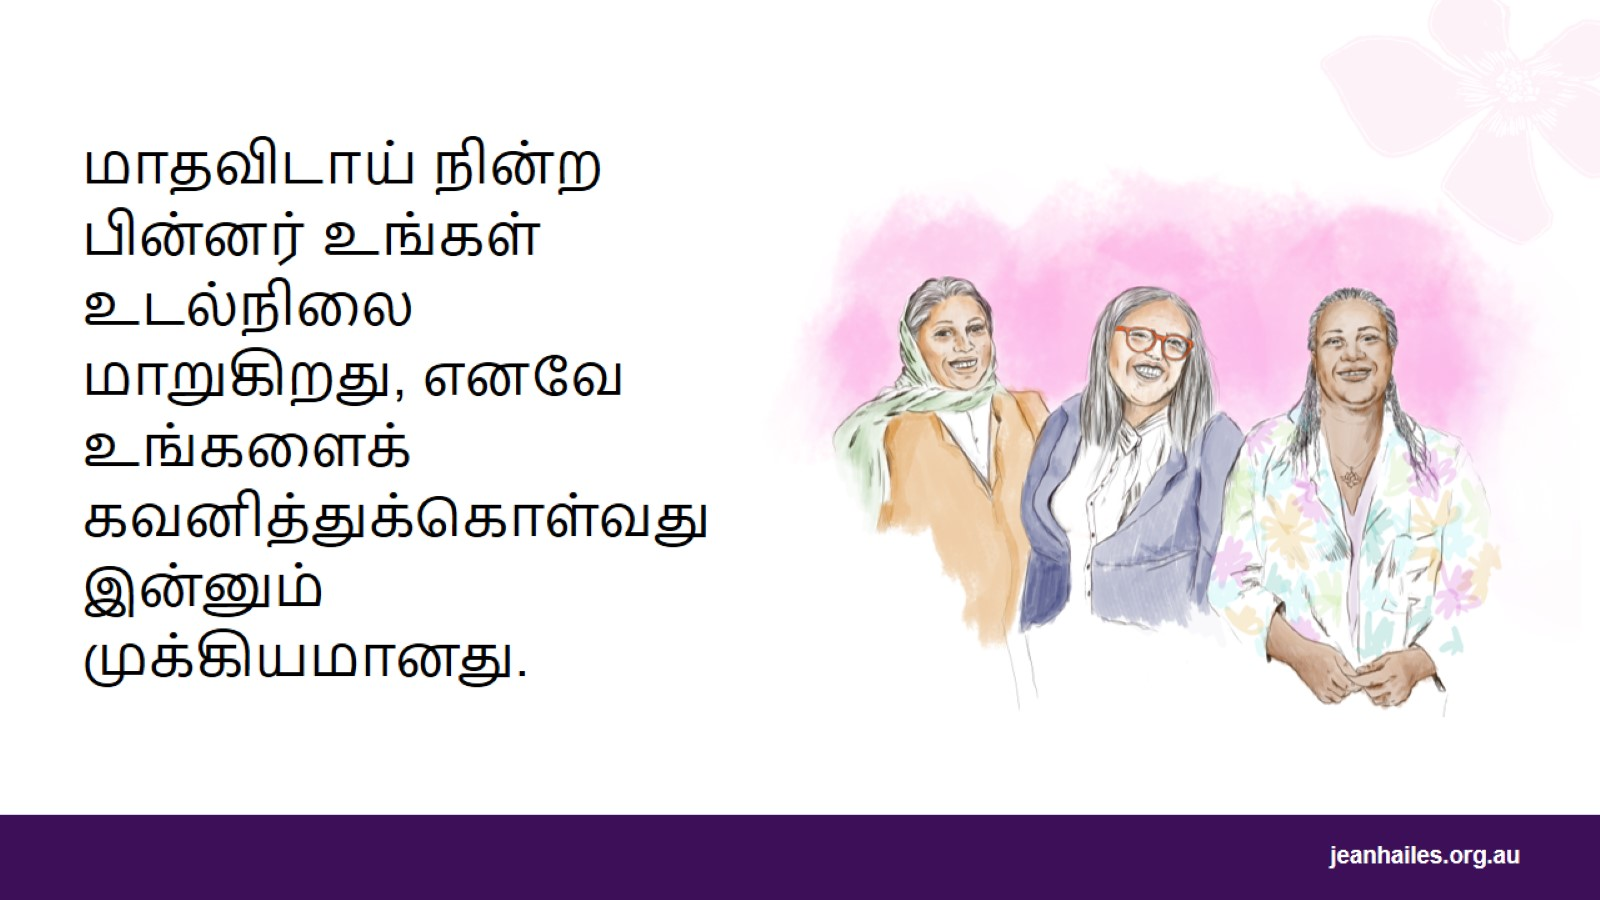 மாதவிடாய் நின்ற
பின்னர் உங்கள்
உடல்நிலை
மாறுகிறது, எனவே
உங்களைக்
கவனித்துக்கொள்வது
இன்னும்
முக்கியமானது.
jeanhailes.org.au